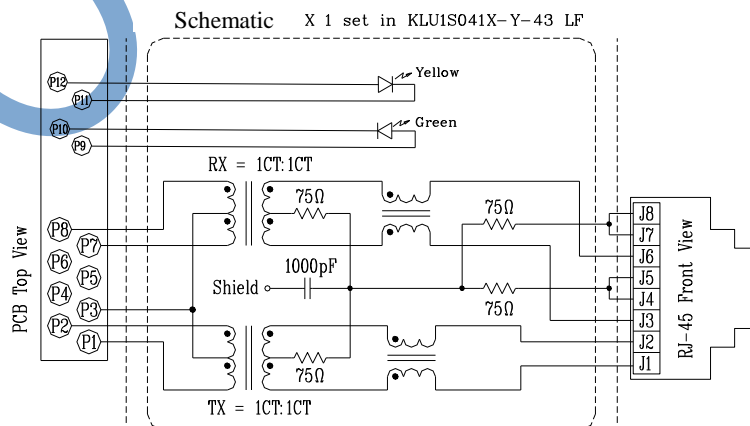 Schematic X 1 set in KLU1S041X-Y-43 LF
P12 Yellow
P11
P10 Green
P9
RX = 1CT:1CT
75Ω
75Ω
J8
P8
J7
P7
J6
P6
1000pF
J5
P5
Shield
J4
P4
75Ω
P3
J3
P2
J2
P1
J1
75Ω
TX = 1CT:1CT
PCB Top View
RJ-45 Front View